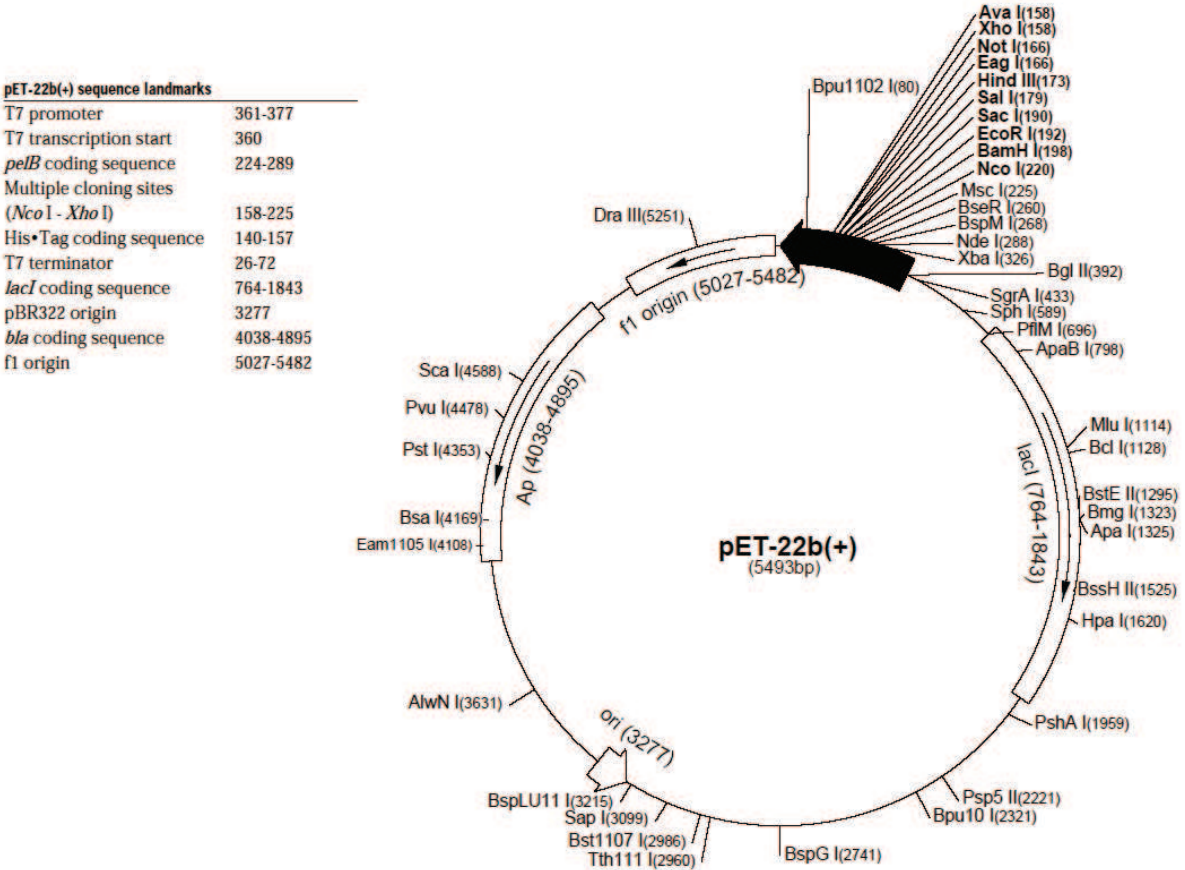 pET-22b(+) sequence landmarks
T7 promoter 361-377
T7 transcription start 360
pelB coding sequence 224-289
Multiple cloning sites
(Nco I - Xho I) 158-225
His•Tag coding sequence 140-157
T7 terminator 26-72
lacI coding sequence 764-1843
pBR322 origin 3277
bla coding sequence 4038-4895
f1 origin 5027-5482
Ava I(158)
Xho I(158)
Not I(166)
Eag I(166)
Hind III(173)
Sal I(179)
Sac I(190)
EcoR I(192)
BamH I(198)
Nco I(220)
Msc I(225)
BseR I(260)
BspM I(268)
Nde I(288)
Xba I(326)
Bpu1102 I(80)
Bgl II(392)
SgrA I(433)
Sph I(589)
PflM I(696)
ApaB I(798)
Mlu I(1114)
Bcl I(1128)
BstE II(1295)
Bmg I(1323)
Apa I(1325)
BssH II(1525)
Hpa I(1620)
PshA I(1959)
Psp5 II(2221)
Bpu10 I(2321)
BspG I(2741)
Tth111 I(2960)
Bst1107 I(2986)
Sap I(3099)
BspLU11 I(3215)
AlwN I(3631)
Eam1105 I(4108)
Bsa I(4169)
Pst I(4353)
Pvu I(4478)
Sca I(4588)
Dra III(5251)
f1 origin (5027-5482)
lacI (764-1843)
ori (3277)
Ap (4038-4895)
pET-22b(+)
(5493bp)